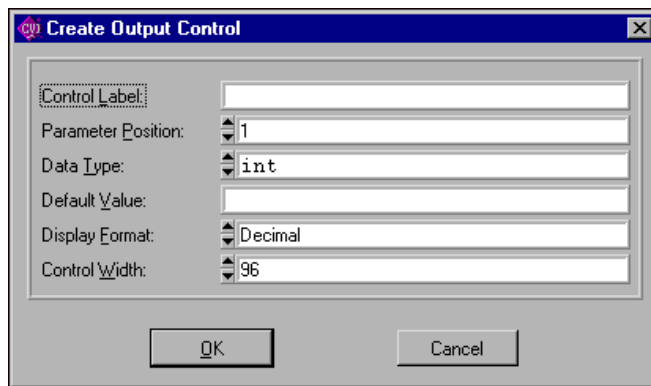 CVI Create Output Control
Control Label:
Parameter Position: 1
Data Type: int
Default Value:
Display Format: Decimal
Control Width: 96
OK Cancel